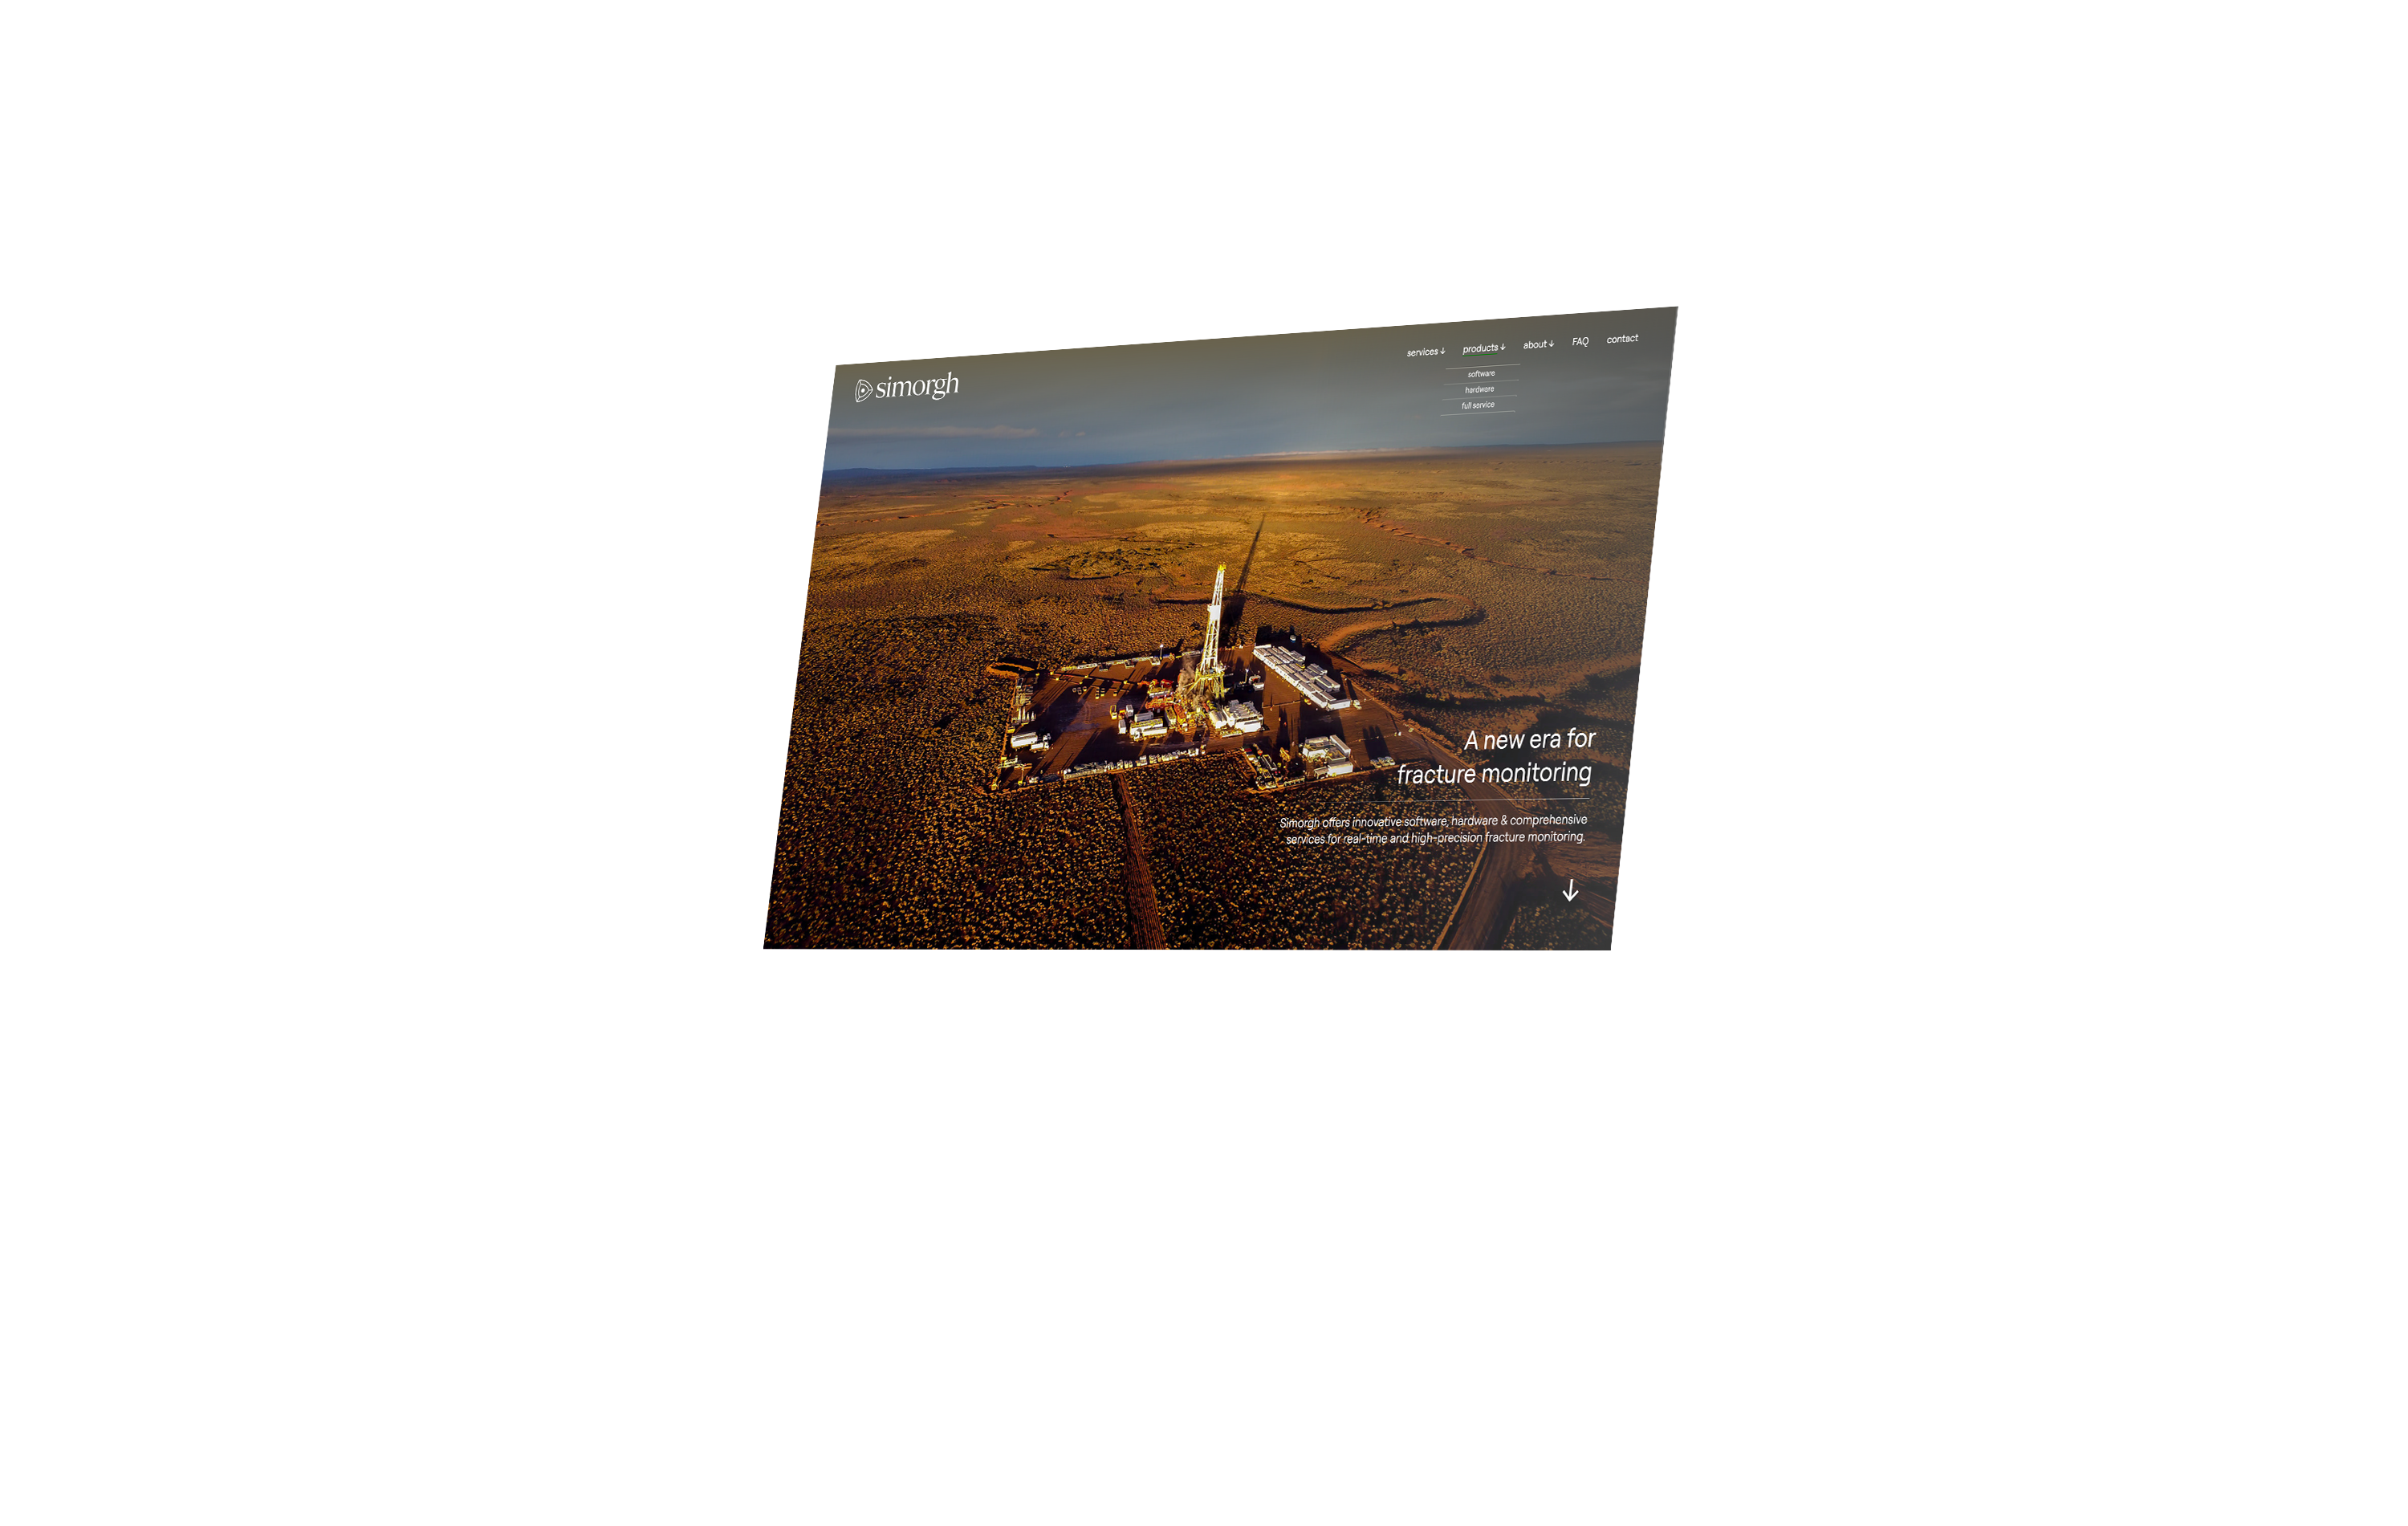 simorgh
services ↓ products ↓ about ↓ FAQ contact
software
hardware
full service
A new era for
fracture monitoring
Simorgh offers innovative software, hardware & comprehensive
services for real-time and high-precision fracture monitoring.